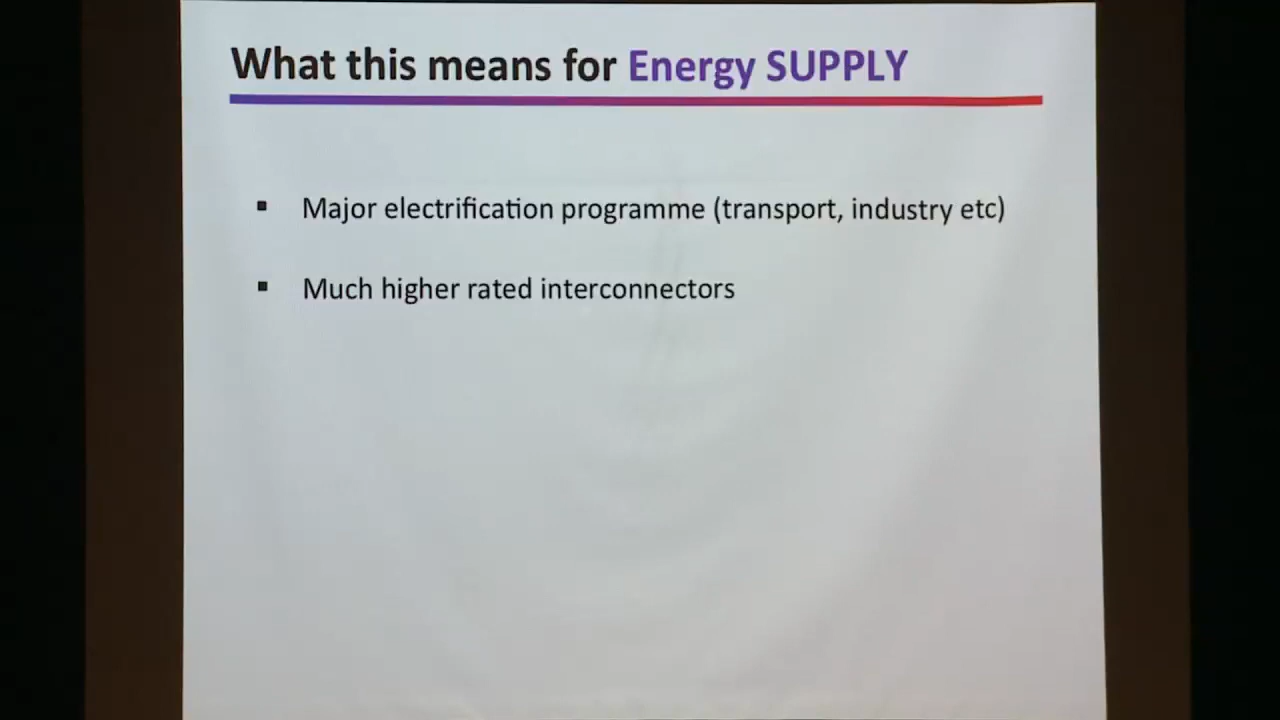 What this means for Energy SUPPLY
▪ Major electrification programme (transport, industry etc)
▪ Much higher rated interconnectors